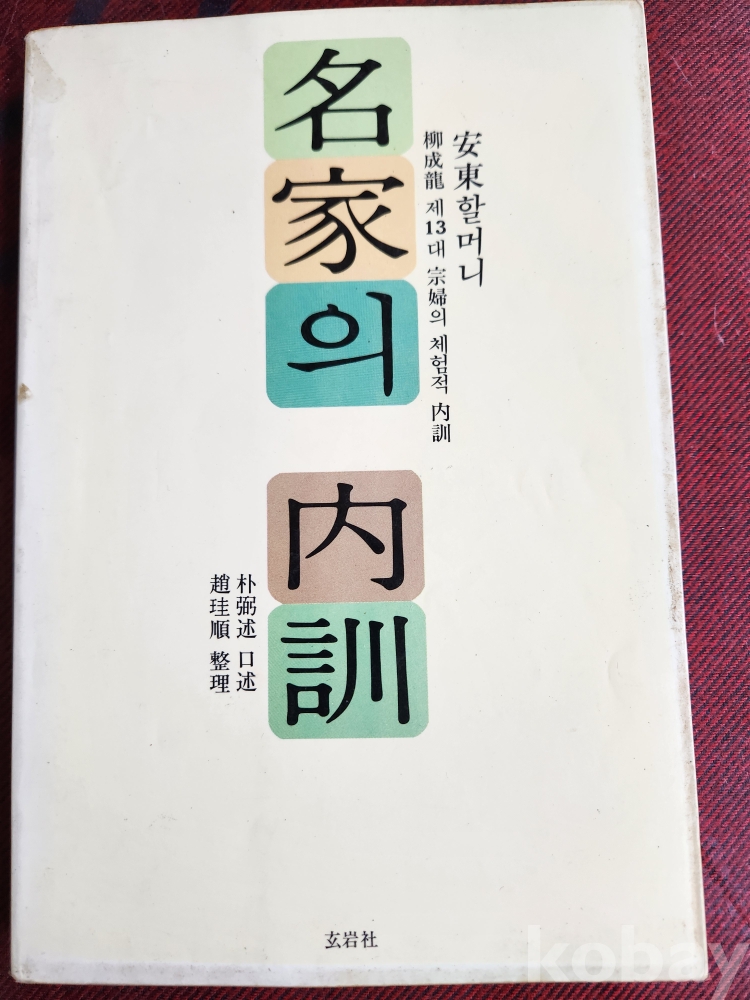 安東할머니
柳成龍 제13대 宗婦의 체험적 內訓
名家의 內訓
朴弼述 口述
趙珪順 整理
玄岩社
kobay